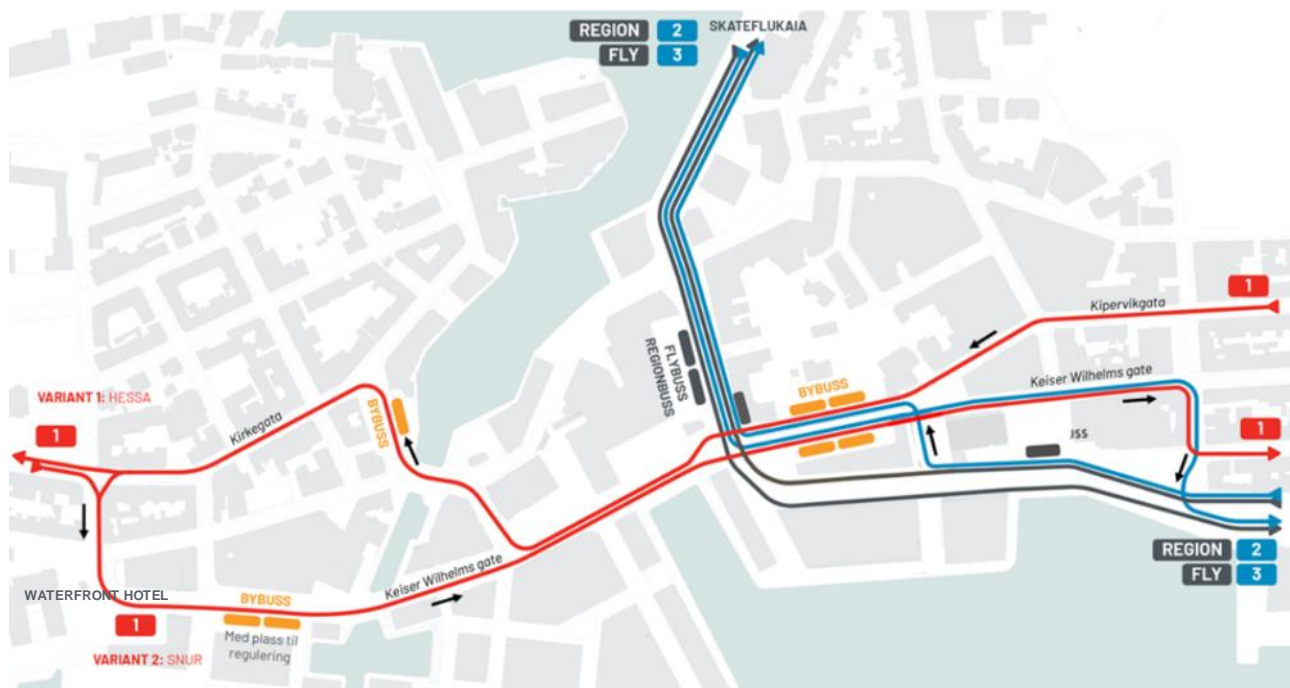 REGION 2
FLY 3
SKATEFLUKAIA
1
Kipervikgata
FLYBUSS
REGIONBUSS
BYBUSS
Keiser Wilhelms gate
VARIANT 1: HESSA
1
Kirkegata
BYBUSS
1
JSS
Keiser Wilhelms gate
REGION 2
FLY 3
WATERFRONT HOTEL
BYBUSS
1
Med plass til
regulering
VARIANT 2: SNUR